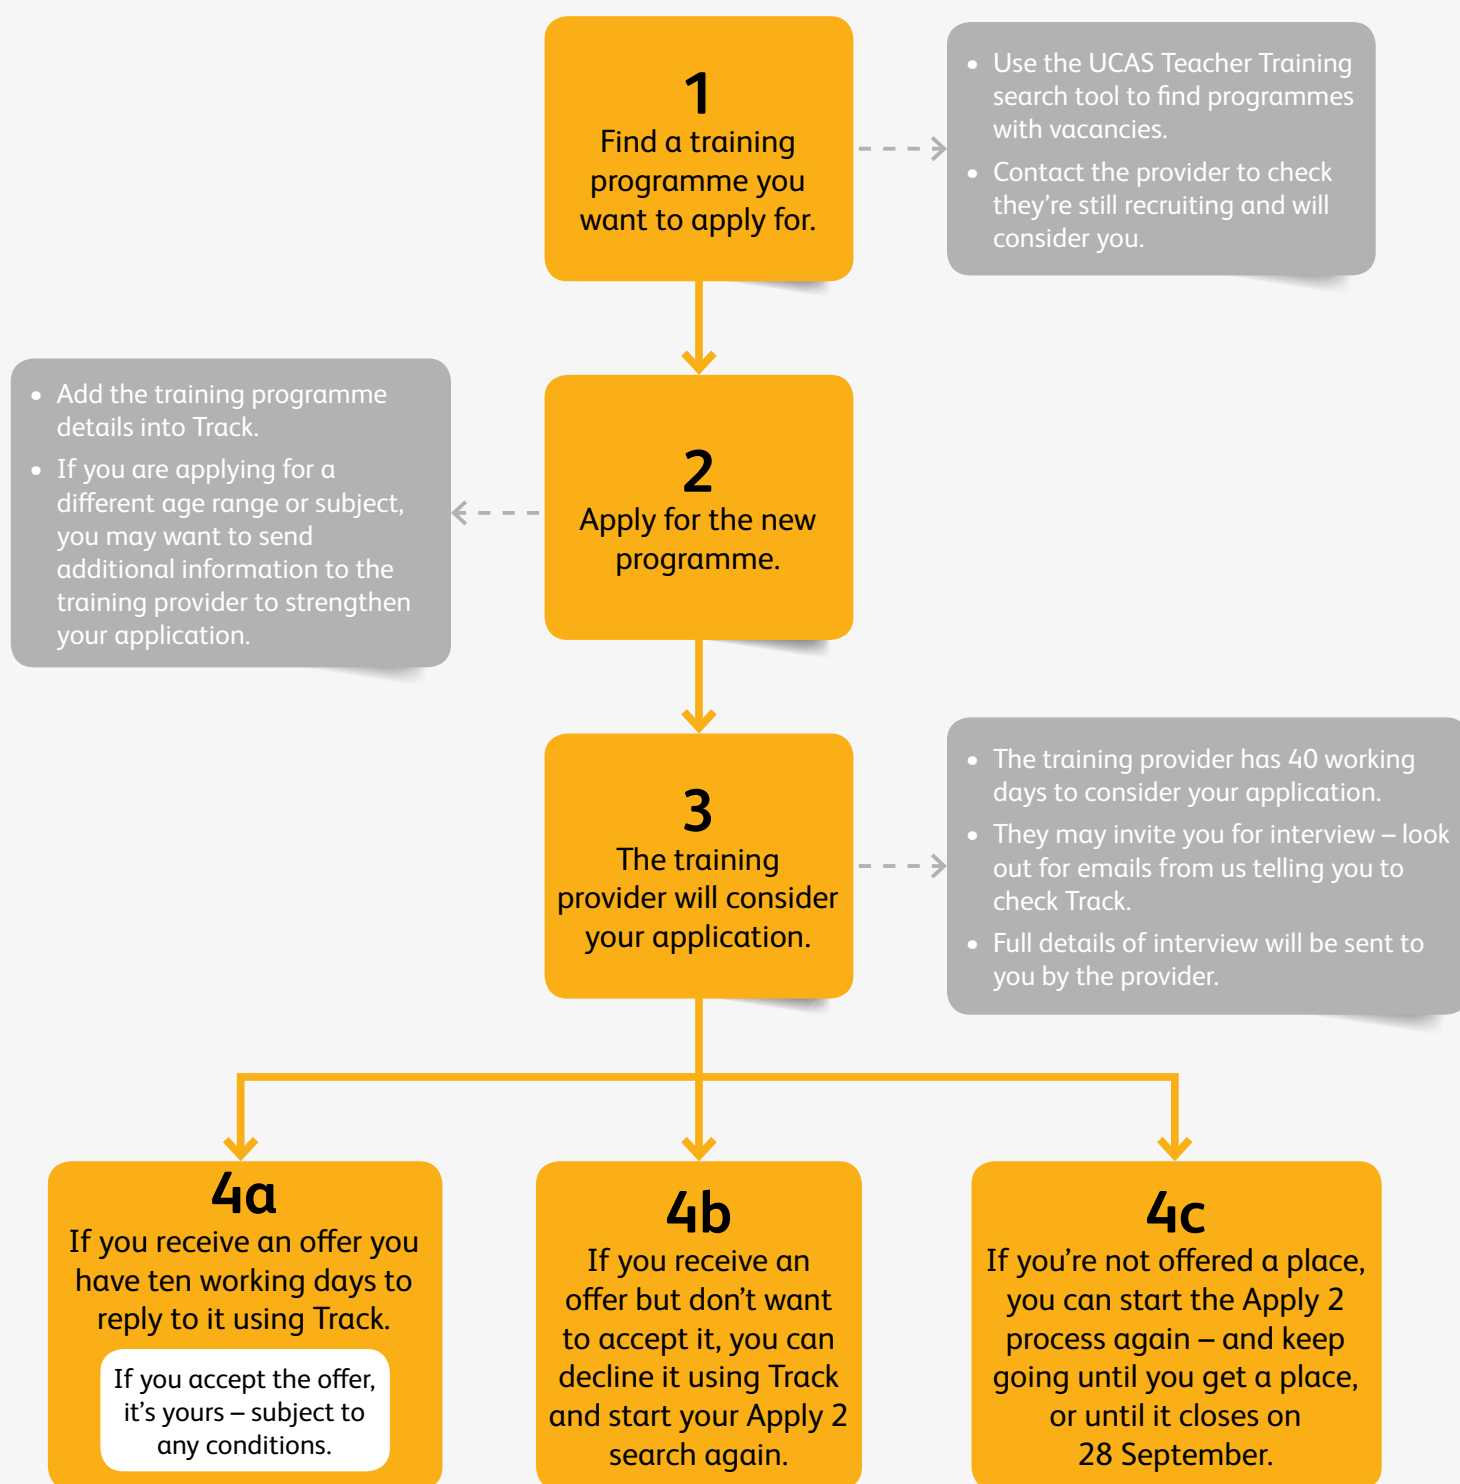 1
Find a training
programme you
want to apply for.
• Use the UCAS Teacher Training
search tool to find programmes
with vacancies.
• Contact the provider to check
they’re still recruiting and will
consider you.
• Add the training programme
details into Track.
• If you are applying for a
different age range or subject,
you may want to send
additional information to the
training provider to strengthen
your application.
2
Apply for the new
programme.
3
The training
provider will consider
your application.
• The training provider has 40 working
days to consider your application.
• They may invite you for interview – look
out for emails from us telling you to
check Track.
• Full details of interview will be sent to
you by the provider.
4a
If you receive an offer you
have ten working days to
reply to it using Track.
If you accept the offer,
it’s yours – subject to
any conditions.
4b
If you receive an
offer but don’t want
to accept it, you can
decline it using Track
and start your Apply 2
search again.
4c
If you’re not offered a place,
you can start the Apply 2
process again – and keep
going until you get a place,
or until it closes on
28 September.